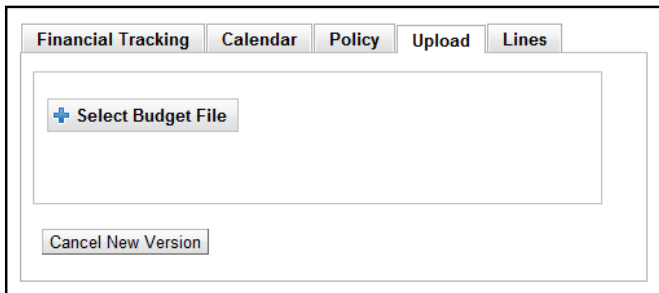 Financial Tracking Calendar Policy Upload Lines
Select Budget File
Cancel New Version